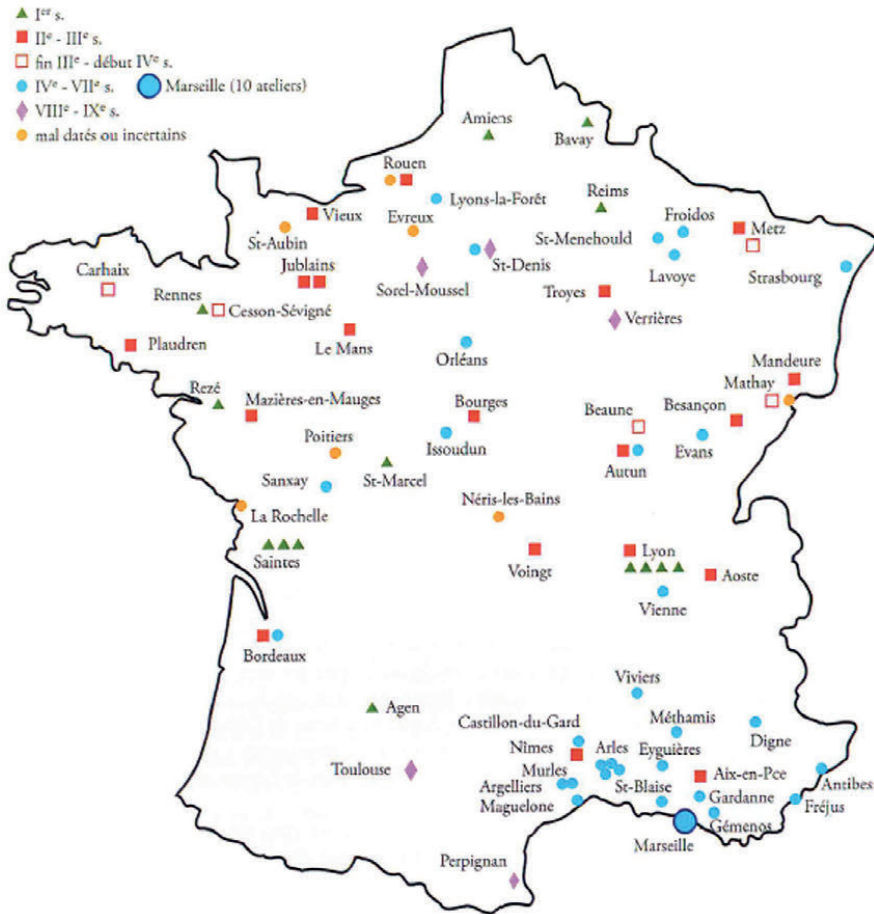 Iᵉʳ s.
IIᵉ - IIIᵉ s.
fin IIIᵉ - début IVᵉ s.
IVᵉ - VIIᵉ s.
Marseille (10 ateliers)
VIIIᵉ - IXᵉ s.
mal datés ou incertains
Amiens
Bavay
Rouen
Lyons-la-Forêt
Reims
Froidos
Vieux
Evreux
Metz
St-Aubin
St-Menehould
St-Denis
Lavoye
Strasbourg
Carhaix
Jublains
Rennes
Sorel-Moussel
Troyes
Cesson-Sévigné
Verrières
Plaudren
Le Mans
Orléans
Mandeure
Mathay
Rezé
Mazières-en-Mauges
Bourges
Beaune
Besançon
Poitiers
Issoudun
Evans
Autun
Sanxay
St-Marcel
Néris-les-Bains
La Rochelle
Saintes
Voingt
Lyon
Aoste
Vienne
Bordeaux
Viviers
Agen
Castillon-du-Gard
Méthamis
Digne
Nîmes
Arles
Eyguières
Toulouse
Murles
Aix-en-Pce
Argelliers
St-Blaise
Gardanne
Antibes
Maguelone
Fréjus
Gémenos
Marseille
Perpignan